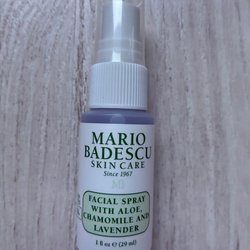 MARIO
BADESCU
SKIN CARE
Since 1967
FACIAL SPRAY
WITH ALOE,
CHAMOMILE AND
LAVENDER
1 fl oz (29 ml)